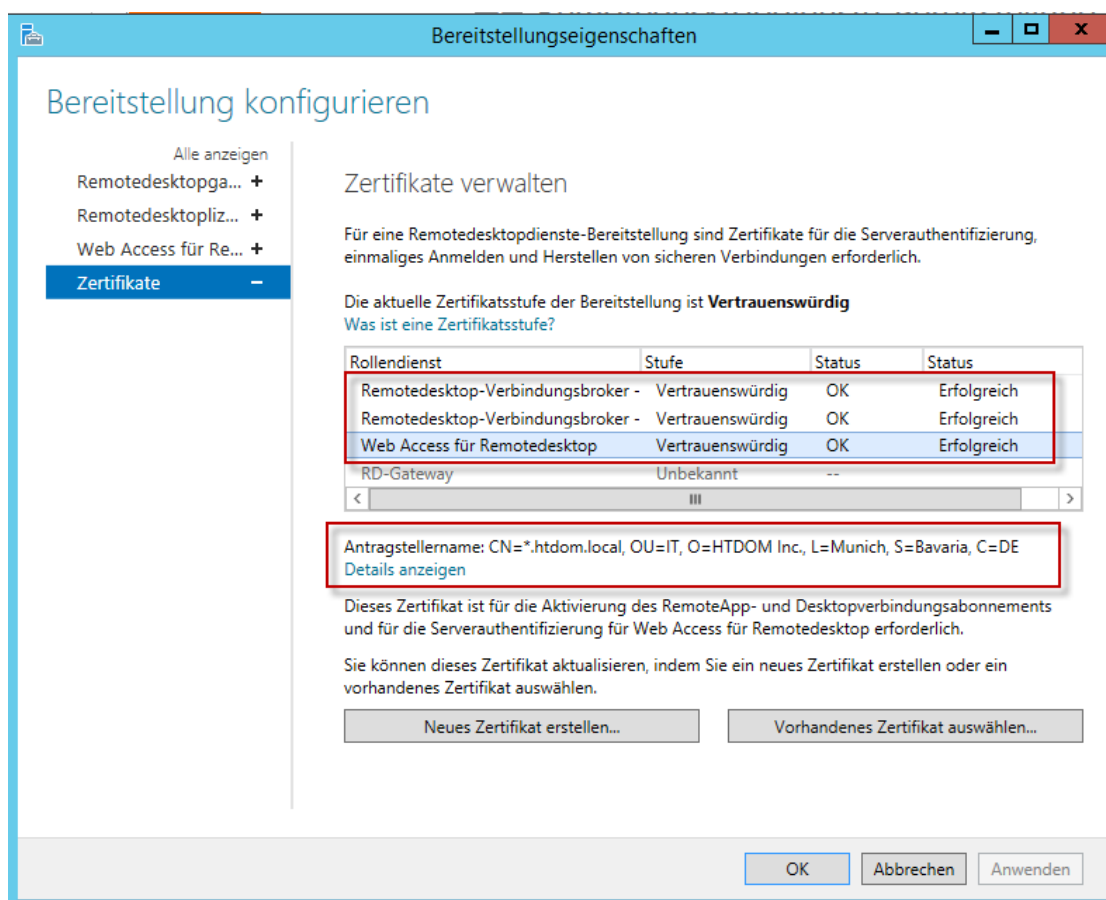 Bereitstellungseigenschaften
Bereitstellung konfigurieren
Alle anzeigen
Remotedesktopga... +
Remotedesktopliz... +
Web Access für Re... +
Zertifikate –
Zertifikate verwalten
Für eine Remotedesktopdienste-Bereitstellung sind Zertifikate für die Serverauthentifizierung,
einmaliges Anmelden und Herstellen von sicheren Verbindungen erforderlich.
Die aktuelle Zertifikatsstufe der Bereitstellung ist Vertrauenswürdig
Was ist eine Zertifikatsstufe?
Rollendienst Stufe Status Status
Remotedesktop-Verbindungsbroker - Vertrauenswürdig OK Erfolgreich
Remotedesktop-Verbindungsbroker - Vertrauenswürdig OK Erfolgreich
Web Access für Remotedesktop Vertrauenswürdig OK Erfolgreich
RD-Gateway Unbekannt --
Antragstellername: CN=*.htdom.local, OU=IT, O=HTDOM Inc., L=Munich, S=Bavaria, C=DE
Details anzeigen
Dieses Zertifikat ist für die Aktivierung des RemoteApp- und Desktopverbindungsabonnements
und für die Serverauthentifizierung für Web Access für Remotedesktop erforderlich.
Sie können dieses Zertifikat aktualisieren, indem Sie ein neues Zertifikat erstellen oder ein
vorhandenes Zertifikat auswählen.
Neues Zertifikat erstellen... Vorhandenes Zertifikat auswählen...
OK Abbrechen Anwenden